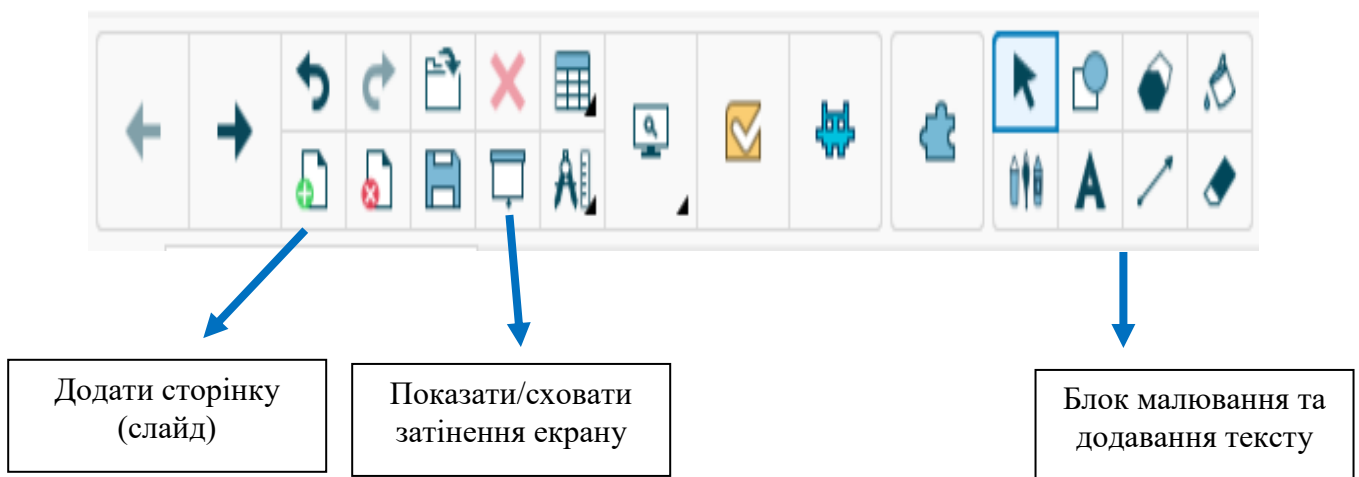 A
Додати сторінку
(слайд)
Показати/сховати
затінення екрану
Блок малювання та
додавання тексту